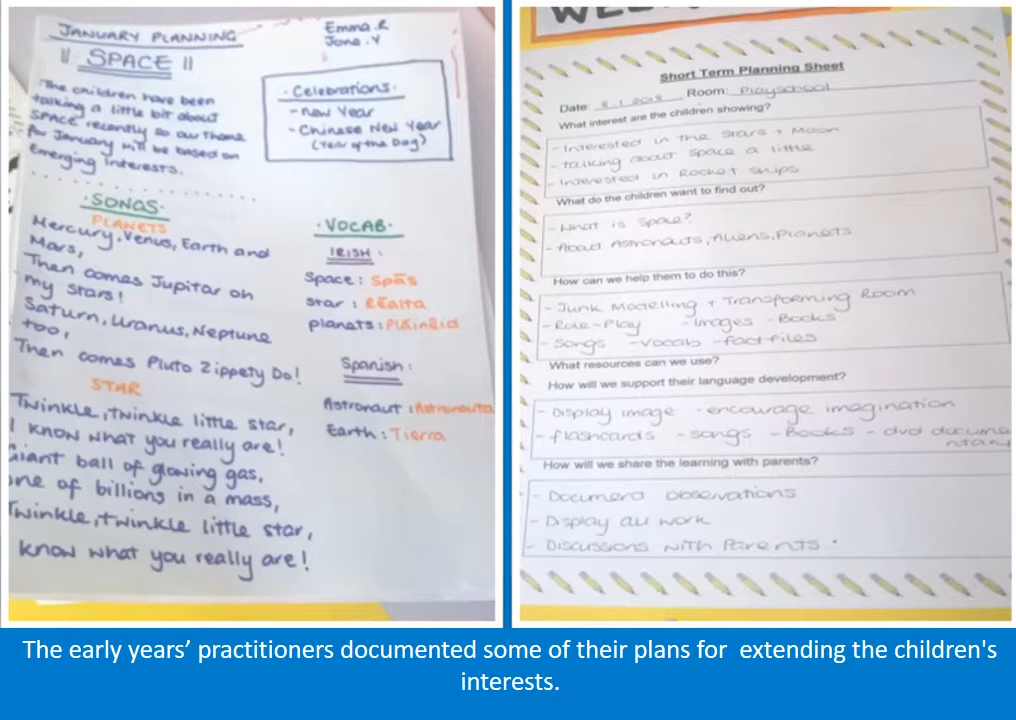 JANUARY PLANNING
Emma.R
Jane.Y
" SPACE "
The children have been
talking a little bit about
SPACE recently so our theme
for January will be based on
Emerging Interests.
· Celebrations ·
- New Year
- Chinese New Year
(Year of the Dog)
· SONGS ·
PLANETS
Mercury, Venus, Earth and
Mars,
Then comes Jupitar oh
my stars!
Saturn, Uranus, Neptune
too,
Then comes Pluto Zippety Do!
STAR
Twinkle, twinkle little star,
I know what you really are!
Giant ball of glowing gas,
one of billions in a mass,
Twinkle, twinkle little star,
know what you really are!
· VOCAB ·
IRISH :
Space : Spás
Star : Réalta
planets : Pláinéid
Spanish :
Astronaut : Astronauta
Earth : Tierra
WEE
Short Term Planning Sheet
Date: 8.1.2018 Room: Playschool
What interest are the children showing?
- Interested in the Stars + Moon
- talking about space a little
- Interested in Rocket Ships
What do the children want to find out?
- What is Space?
- About Astronauts, Aliens, Planets
How can we help them to do this?
- Junk Modelling + Transforming Room
- Role-Play - Images - Books
- Songs - Vocab - fact files
What resources can we use?
How will we support their language development?
- Display image - encourage imagination
- flashcards - songs - Books - dvd docume
ntary
How will we share the learning with parents?
- Document observations
- Display all work
- Discussions with Parents
The early years’ practitioners documented some of their plans for extending the children's
interests.